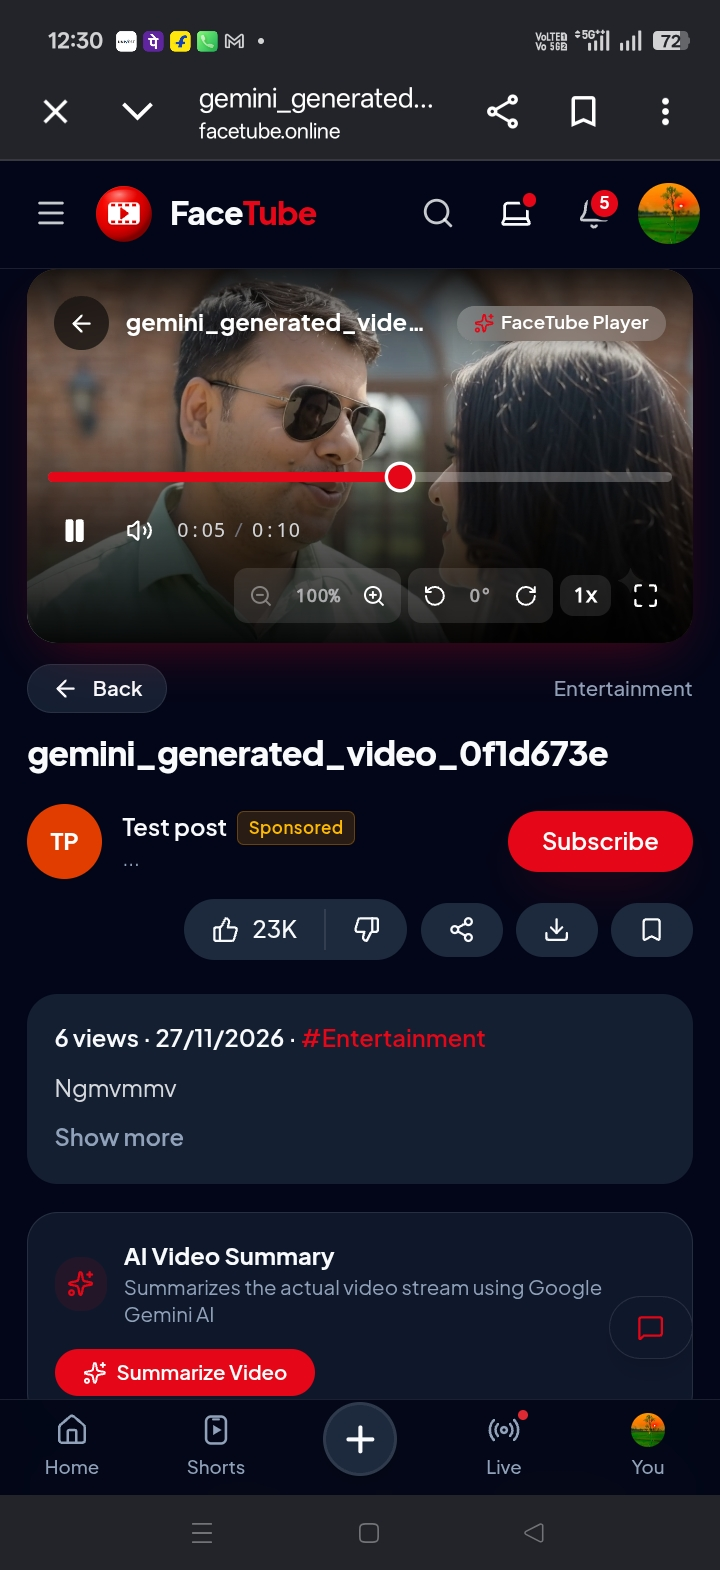 12:30
VoLTEB
Vo 5GB
5G++
72
gemini_generated...
facetube.online
FaceTube
5
gemini_generated_vide...
FaceTube Player
0:05 / 0:10
100%
0°
1x
Back
Entertainment
gemini_generated_video_0f1d673e
TP
Test post
Sponsored
...
Subscribe
23K
6 views · 27/11/2026 · #Entertainment
Ngmvmmv
Show more
AI Video Summary
Summarizes the actual video stream using Google
Gemini AI
Summarize Video
Home
Shorts
Live
You